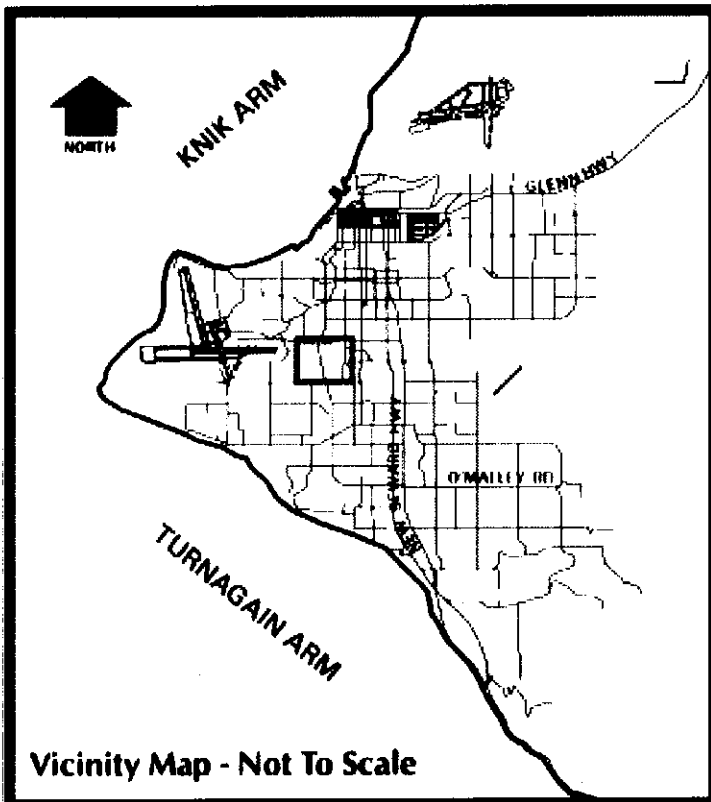 KNIK ARM
NORTH
GLENN HWY
SEWARD HWY
O'MALLEY RD
TURNAGAIN ARM
Vicinity Map - Not To Scale